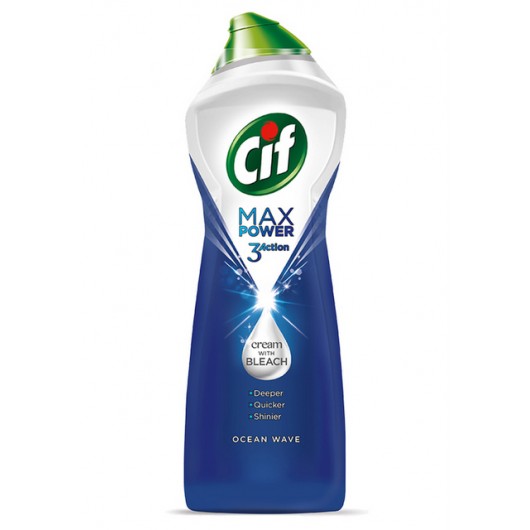 Cif
MAX
POWER
3Action
cream
WITH
BLEACH
• Deeper
• Quicker
• Shinier
OCEAN WAVE